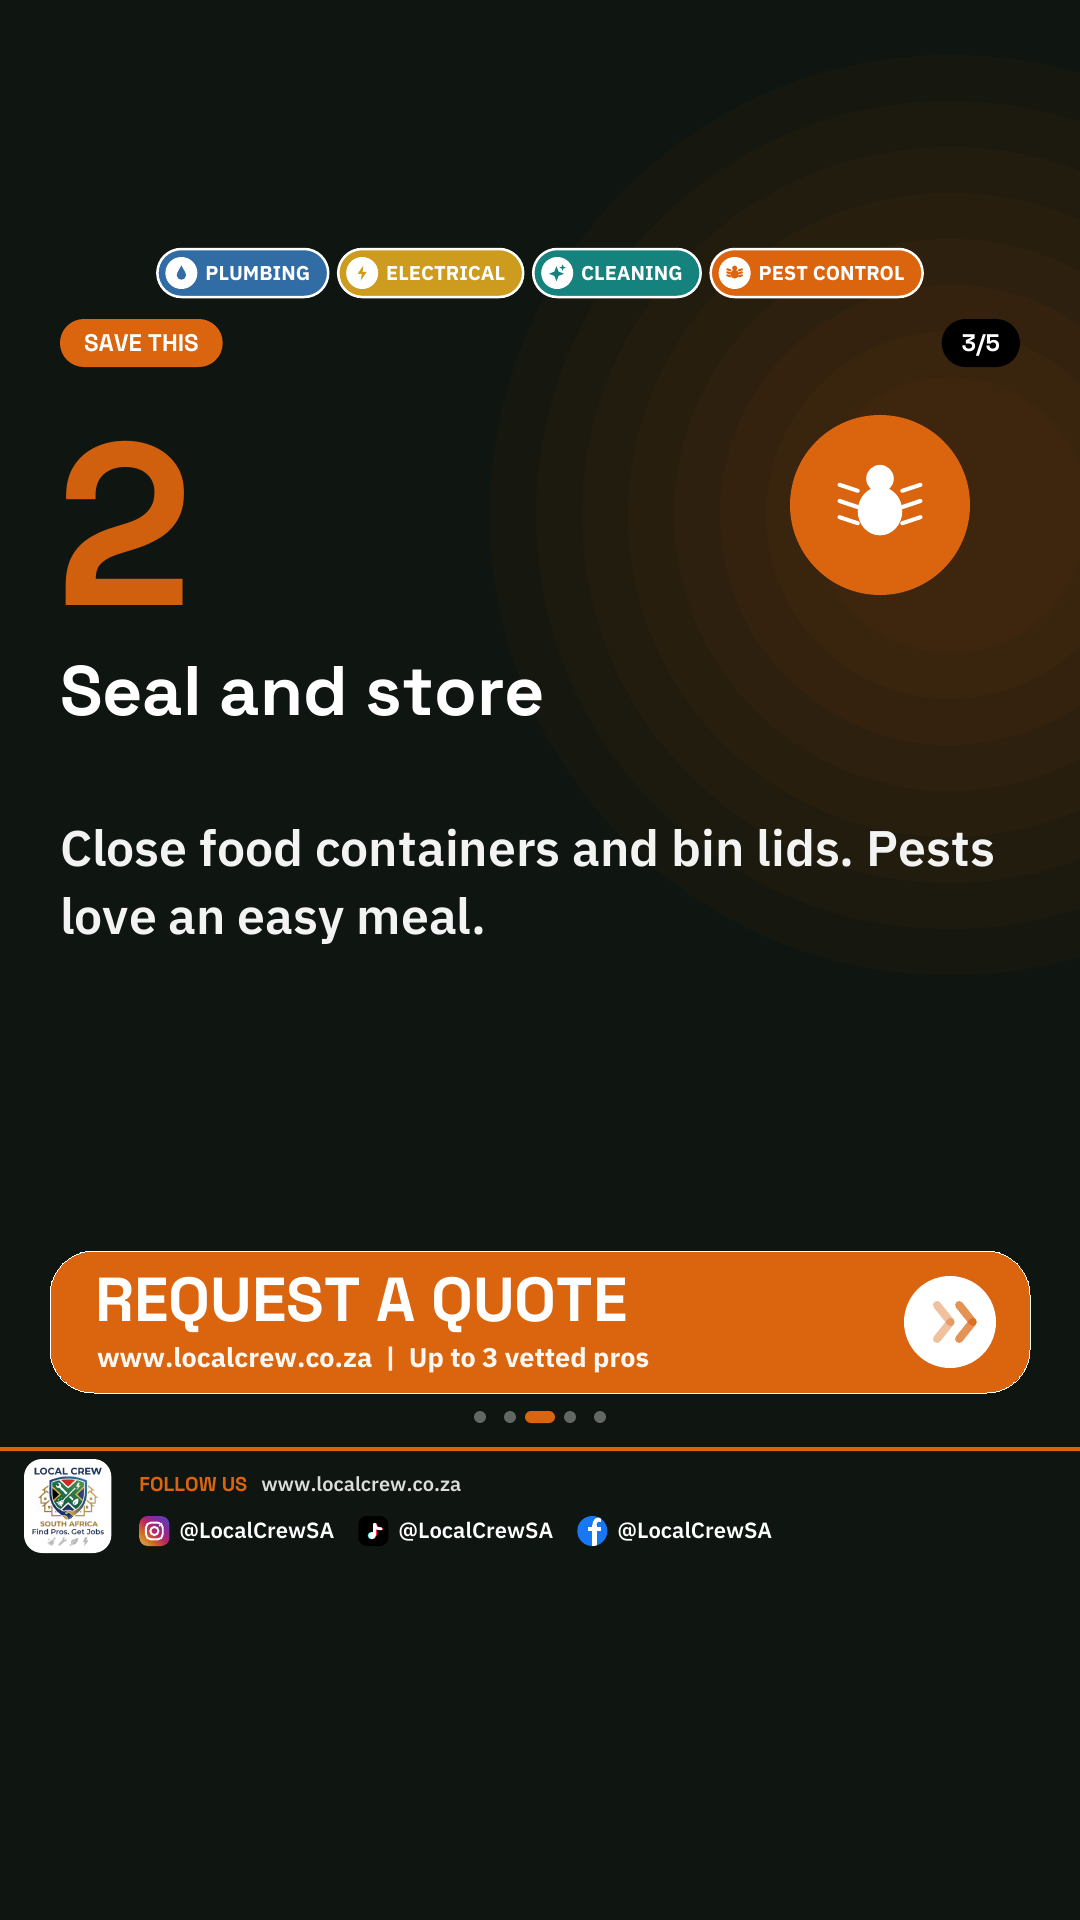 PLUMBING
ELECTRICAL
CLEANING
PEST CONTROL
SAVE THIS
3/5
2
Seal and store
Close food containers and bin lids. Pests
love an easy meal.
REQUEST A QUOTE
www.localcrew.co.za | Up to 3 vetted pros
LOCAL CREW
SOUTH AFRICA
Find Pros. Get Jobs
FOLLOW US www.localcrew.co.za
@LocalCrewSA @LocalCrewSA @LocalCrewSA